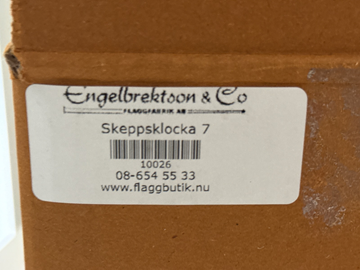 Engelbrektson & Co
FLAGGFABRIK AB
Skeppsklocka 7
10026
08-654 55 33
www.flaggbutik.nu